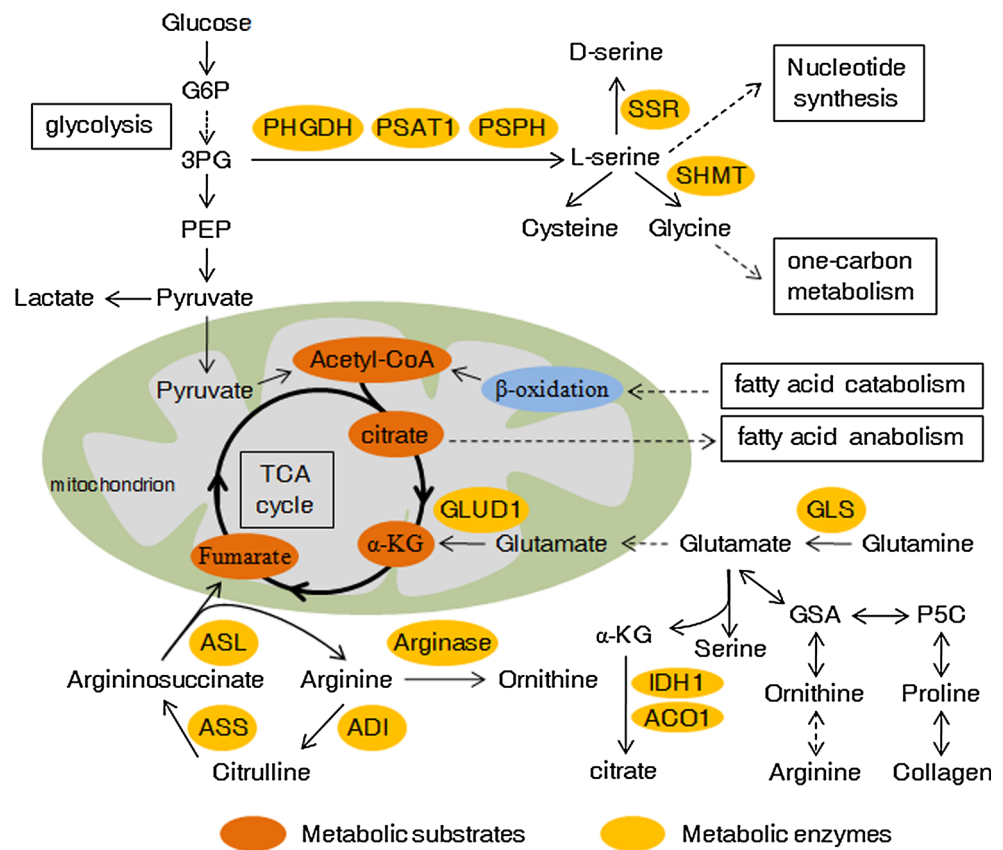 Glucose
D-serine
Nucleotide
synthesis
G6P
SSR
glycolysis
PHGDH
PSAT1
PSPH
3PG
L-serine
SHMT
PEP
Cysteine
Glycine
one-carbon
metabolism
Lactate
Pyruvate
Acetyl-CoA
Pyruvate
β-oxidation
fatty acid catabolism
citrate
fatty acid anabolism
TCA
cycle
mitochondrion
GLUD1
GLS
Fumarate
α-KG
Glutamate
Glutamate
Glutamine
ASL
Arginase
α-KG
Serine
GSA
P5C
Argininosuccinate
Arginine
Ornithine
IDH1
Ornithine
Proline
ASS
ADI
ACO1
Citrulline
citrate
Arginine
Collagen
Metabolic substrates
Metabolic enzymes